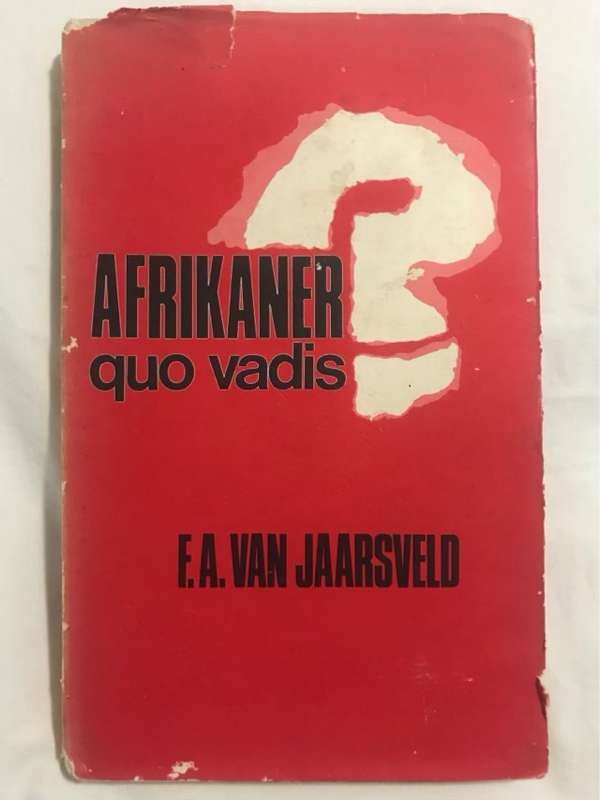 AFRIKANER
quo vadis ?
F.A. VAN JAARSVELD